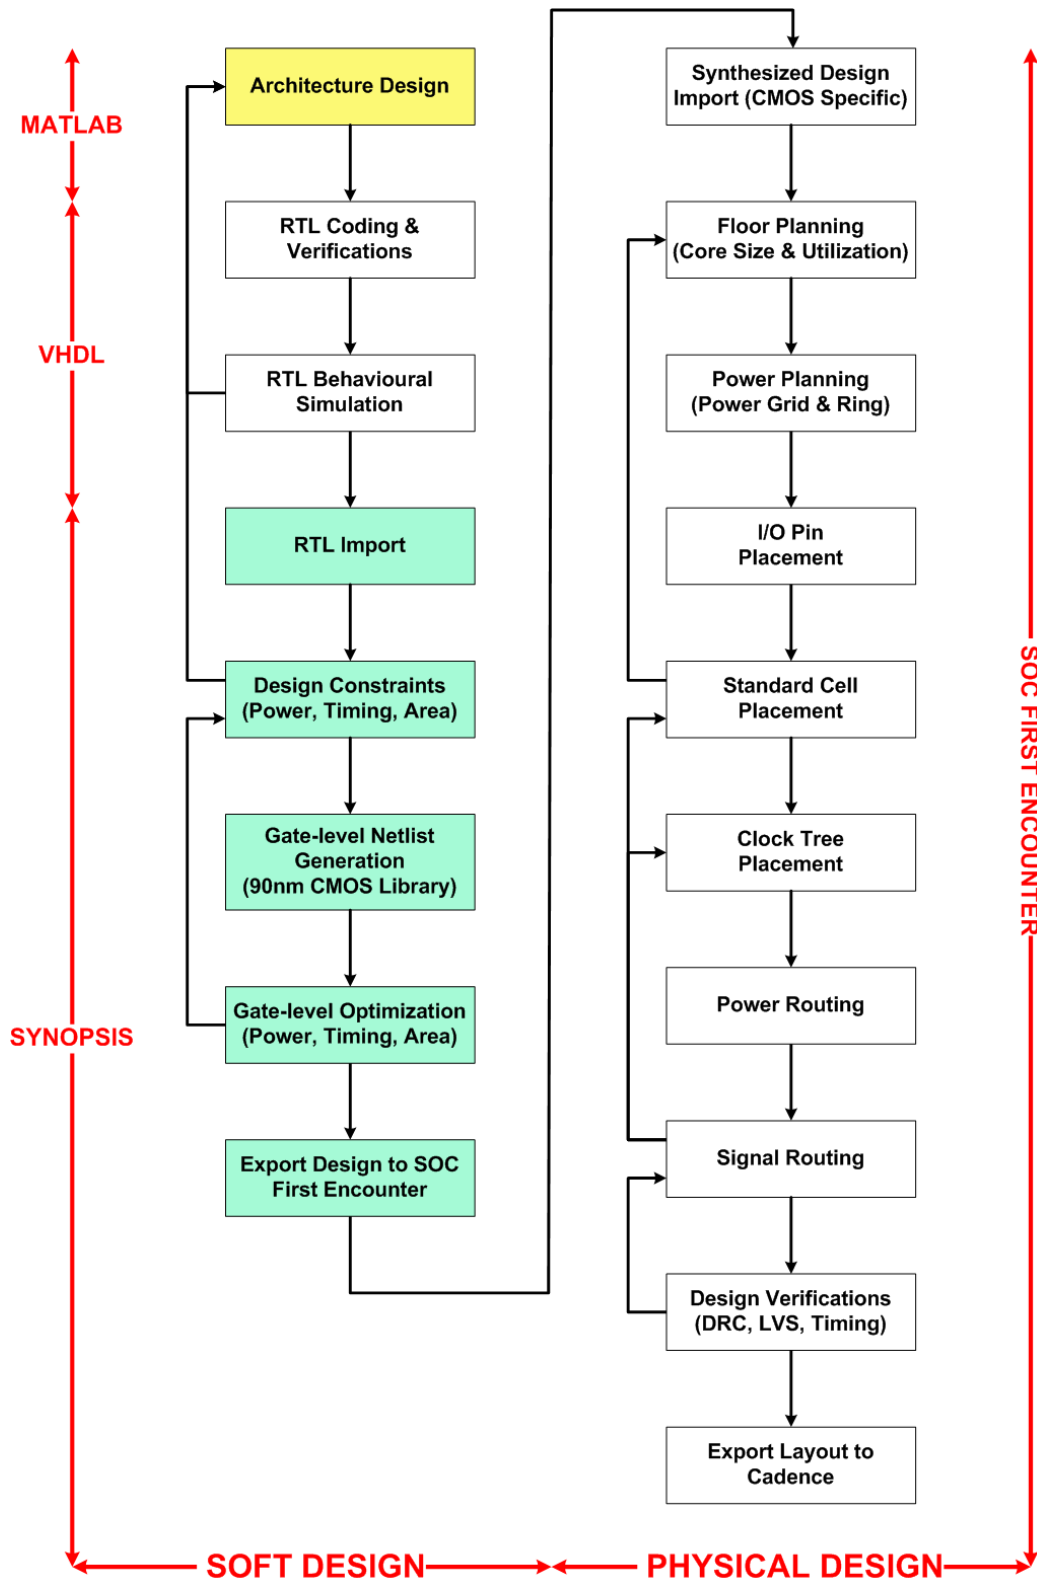 MATLAB
VHDL
SYNOPSIS
Architecture Design
RTL Coding &
Verifications
RTL Behavioural
Simulation
RTL Import
Design Constraints
(Power, Timing, Area)
Gate-level Netlist
Generation
(90nm CMOS Library)
Gate-level Optimization
(Power, Timing, Area)
Export Design to SOC
First Encounter
Synthesized Design
Import (CMOS Specific)
Floor Planning
(Core Size & Utilization)
Power Planning
(Power Grid & Ring)
I/O Pin
Placement
Standard Cell
Placement
Clock Tree
Placement
Power Routing
Signal Routing
Design Verifications
(DRC, LVS, Timing)
Export Layout to
Cadence
SOC FIRST ENCOUNTER
SOFT DESIGN
PHYSICAL DESIGN